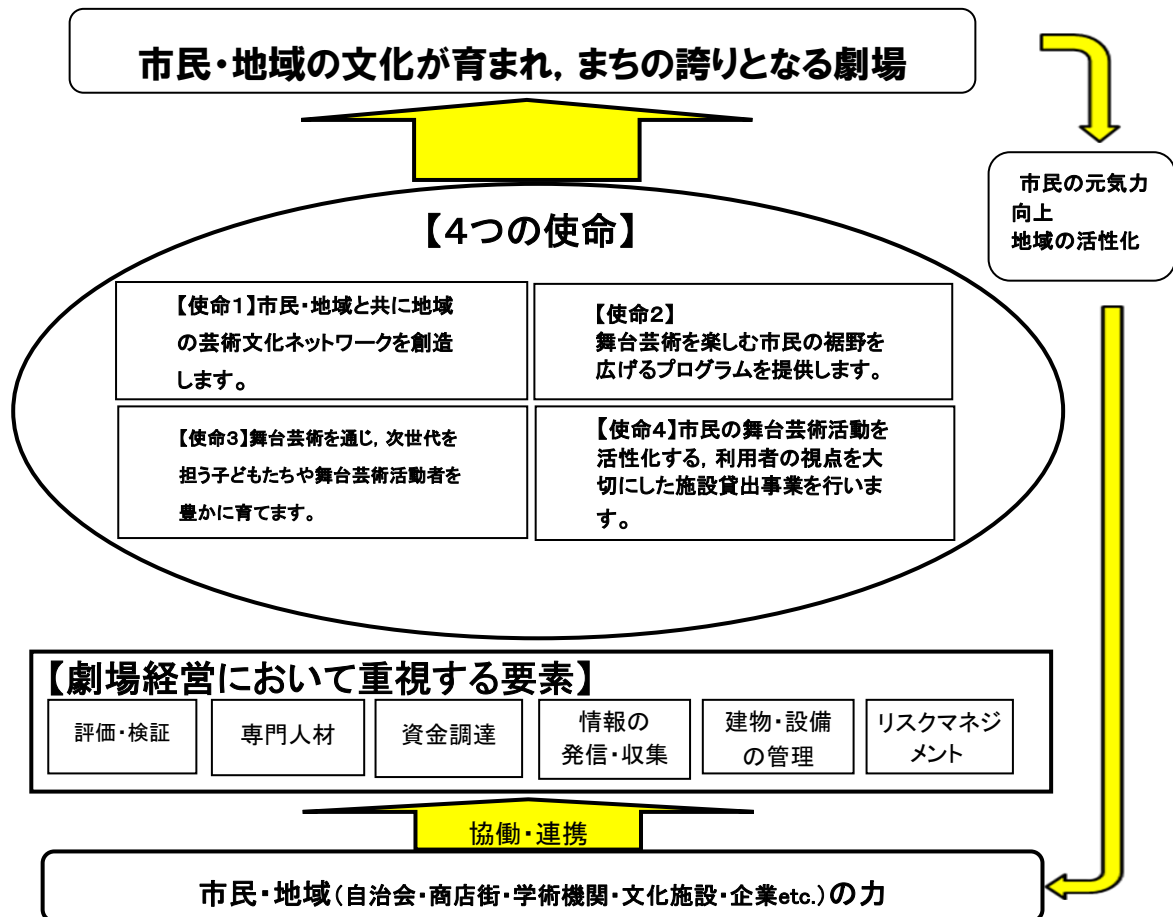 市民・地域の文化が育まれ，まちの誇りとなる劇場
市民の元気力
向上
地域の活性化
【4つの使命】
【使命1】市民・地域と共に地域
の芸術文化ネットワークを創造
します。
【使命2】
舞台芸術を楽しむ市民の裾野を
広げるプログラムを提供します。
【使命3】舞台芸術を通じ，次世代を
担う子どもたちや舞台芸術活動者を
豊かに育てます。
【使命4】市民の舞台芸術活動を
活性化する，利用者の視点を大
切にした施設貸出事業を行いま
す。
【劇場経営において重視する要素】
評価・検証
専門人材
資金調達
情報の
発信・収集
建物・設備
の管理
リスクマネジ
メント
協働・連携
市民・地域（自治会・商店街・学術機関・文化施設・企業etc.）の力